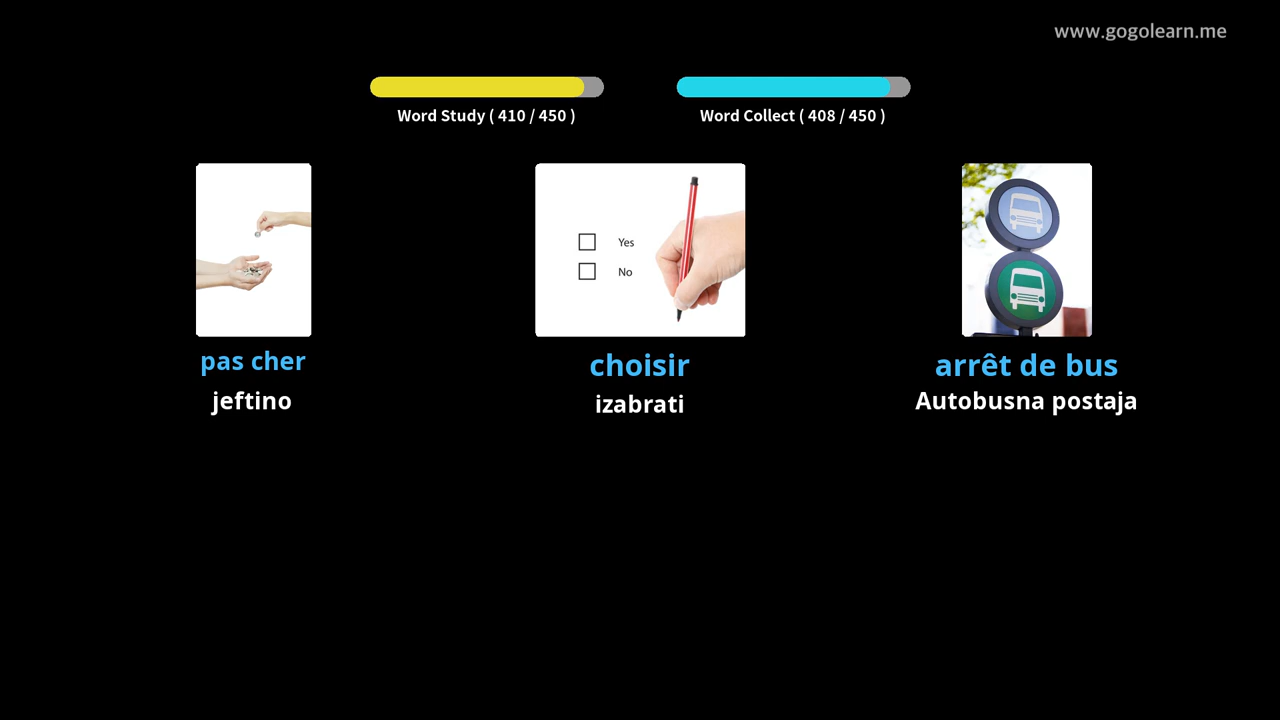 www.gogolearn.me
Word Study ( 410 / 450 )
Word Collect ( 408 / 450 )
Yes
No
pas cher
jeftino
choisir
izabrati
arrêt de bus
Autobusna postaja